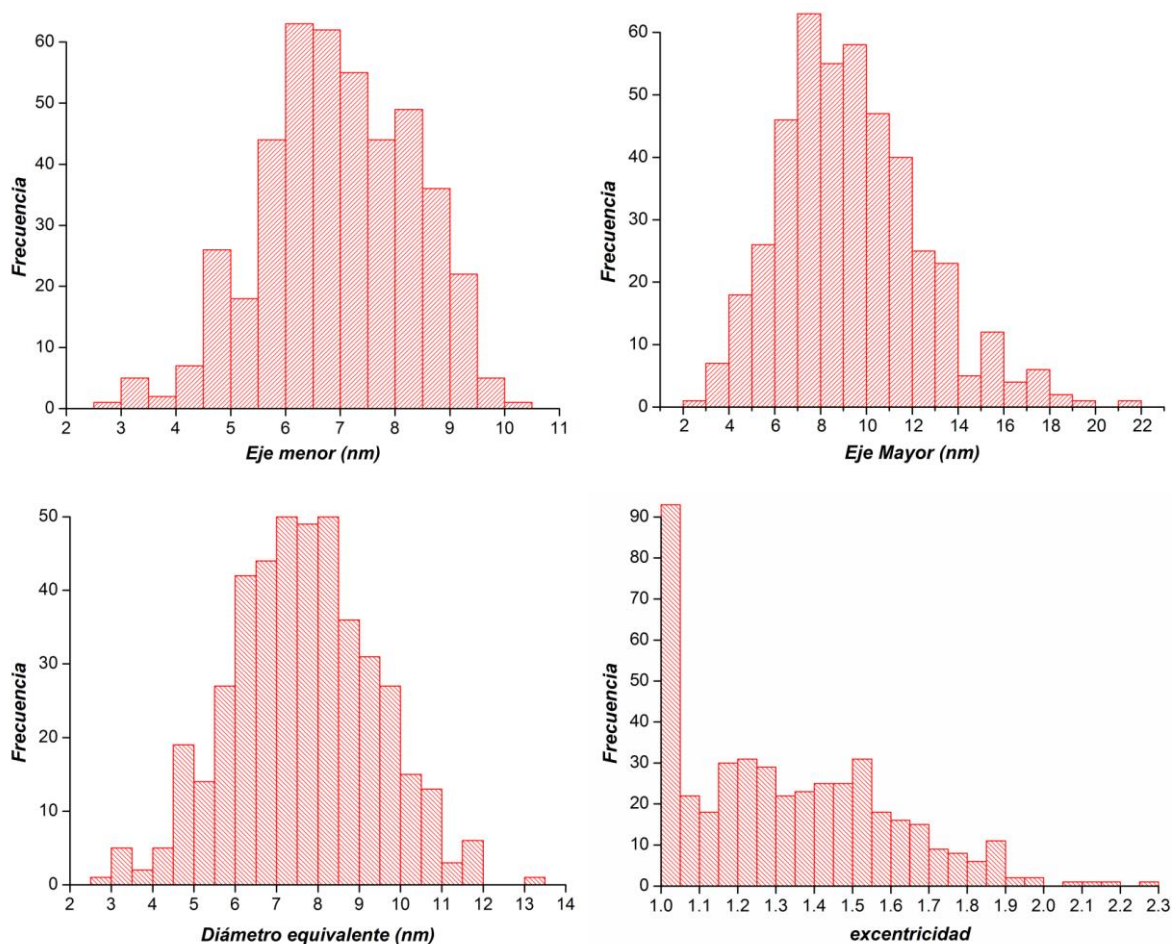 60
50
40
30
20
10
0
Frecuencia
2 3 4 5 6 7 8 9 10 11
Eje menor (nm)
60
50
40
30
20
10
0
Frecuencia
2 4 6 8 10 12 14 16 18 20 22
Eje Mayor (nm)
50
40
30
20
10
0
Frecuencia
2 3 4 5 6 7 8 9 10 11 12 13 14
Diámetro equivalente (nm)
90
80
70
60
50
40
30
20
10
0
Frecuencia
1.0 1.1 1.2 1.3 1.4 1.5 1.6 1.7 1.8 1.9 2.0 2.1 2.2 2.3
excentricidad